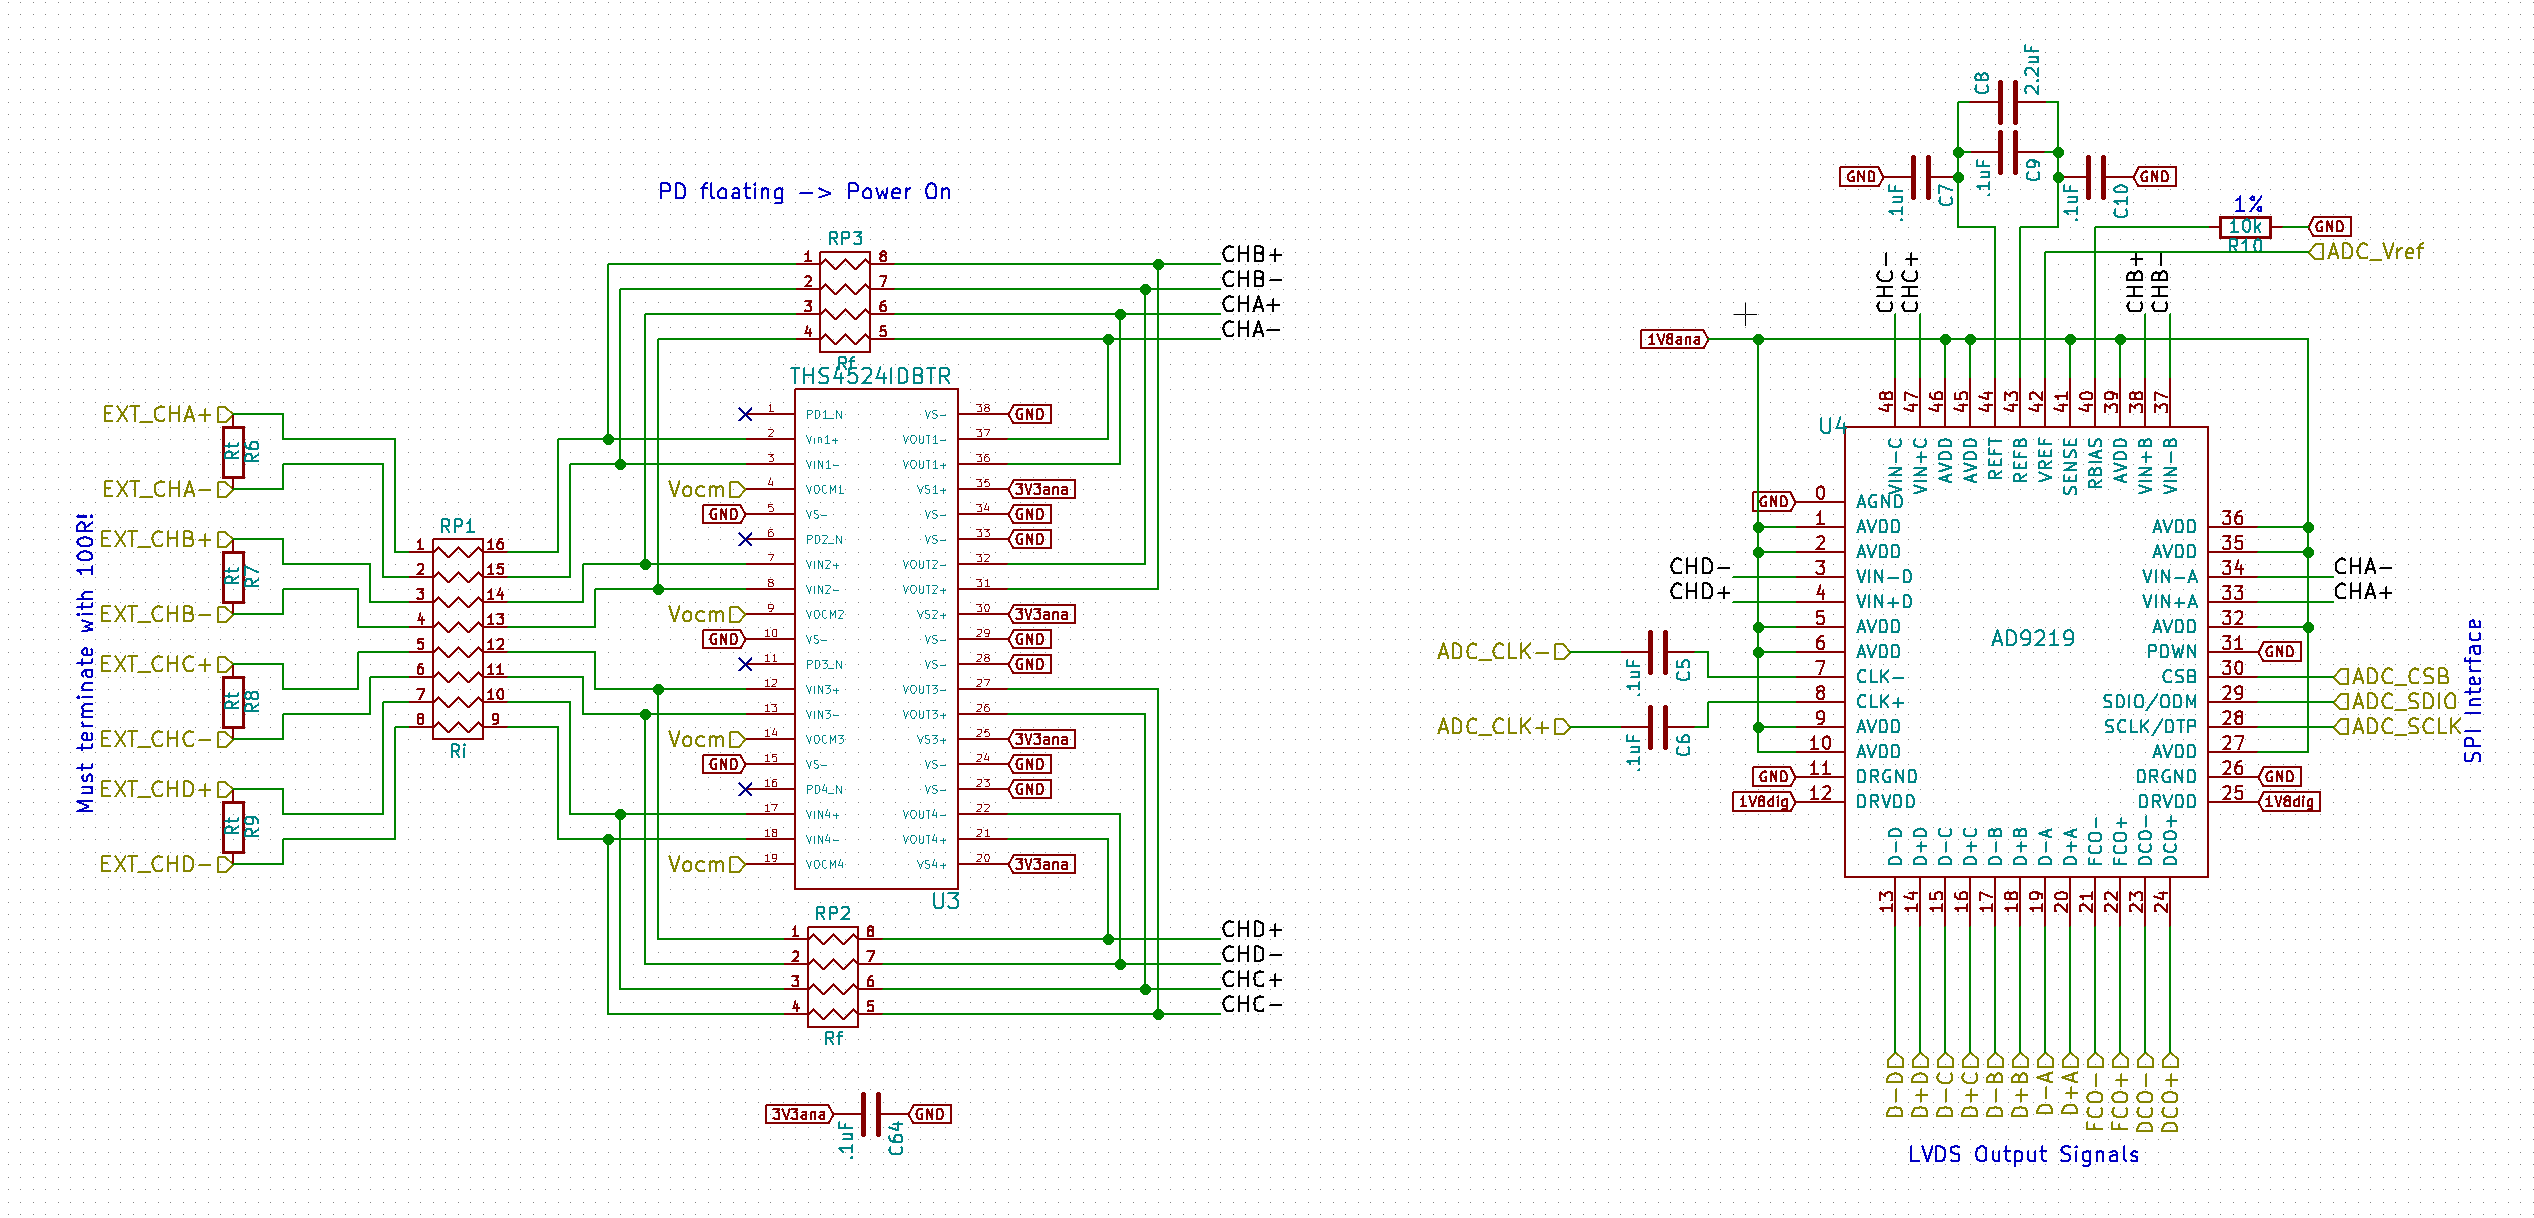 PD floating -> Power On
RP3
1 8
2 7
3 6
4 5
Rf
CHB+
CHB-
CHA+
CHA-
THS4524IDBTR
1 PD1_N
2 Vin1+
3 VIN1-
Vocm 4 VOCM1
GND 5 VS-
6 PD2_N
7 VIN2+
8 VIN2-
Vocm 9 VOCM2
GND 10 VS-
11 PD3_N
12 VIN3+
13 VIN3-
Vocm 14 VOCM3
GND 15 VS-
16 PD4_N
17 VIN4+
18 VIN4-
Vocm 19 VOCM4
VS- 38 GND
VOUT1- 37
VOUT1+ 36
VS1+ 35 3V3ana
VS- 34 GND
VS- 33 GND
VOUT2- 32
VOUT2+ 31
VS2+ 30 3V3ana
VS- 29 GND
VS- 28 GND
VOUT3- 27
VOUT3+ 26
VS3+ 25 3V3ana
VS- 24 GND
VS- 23 GND
VOUT4- 22
VOUT4+ 21
VS4+ 20 3V3ana
U3
Must terminate with 100R!
EXT_CHA+
Rt R6
EXT_CHA-
EXT_CHB+
Rt R7
EXT_CHB-
EXT_CHC+
Rt R8
EXT_CHC-
EXT_CHD+
Rt R9
EXT_CHD-
RP1
1 16
2 15
3 14
4 13
5 12
6 11
7 10
8 9
Ri
RP2
1 8
2 7
3 6
4 5
Rf
CHD+
CHD-
CHC+
CHC-
3V3ana .1uF C64 GND
C8 2.2uF
.1uF C9
GND .1uF C7
.1uF C10 GND
1%
10k
R10
GND
ADC_Vref
CHC-
CHC+
CHB+
CHB-
1V8ana
U4
AD9219
48 VIN-C
47 VIN+C
46 AVDD
45 AVDD
44 REFT
43 REFB
42 VREF
41 SENSE
40 RBIAS
39 AVDD
38 VIN+B
37 VIN-B
GND 0 AGND
1 AVDD
2 AVDD
CHD- 3 VIN-D
CHD+ 4 VIN+D
5 AVDD
6 AVDD
7 CLK-
8 CLK+
9 AVDD
10 AVDD
GND 11 DRGND
1V8dig 12 DRVDD
ADC_CLK- .1uF C5
ADC_CLK+ .1uF C6
AVDD 36
AVDD 35
VIN-A 34 CHA-
VIN+A 33 CHA+
AVDD 32
PDWN 31 GND
CSB 30 ADC_CSB
SDIO/ODM 29 ADC_SDIO
SCLK/DTP 28 ADC_SCLK
AVDD 27
DRGND 26 GND
DRVDD 25 1V8dig
SPI Interface
D-D 13 D-D
D+D 14 D+D
D-C 15 D-C
D+C 16 D+C
D-B 17 D-B
D+B 18 D+B
D-A 19 D-A
D+A 20 D+A
FCO- 21 FCO-
FCO+ 22 FCO+
DCO- 23 DCO-
DCO+ 24 DCO+
LVDS Output Signals